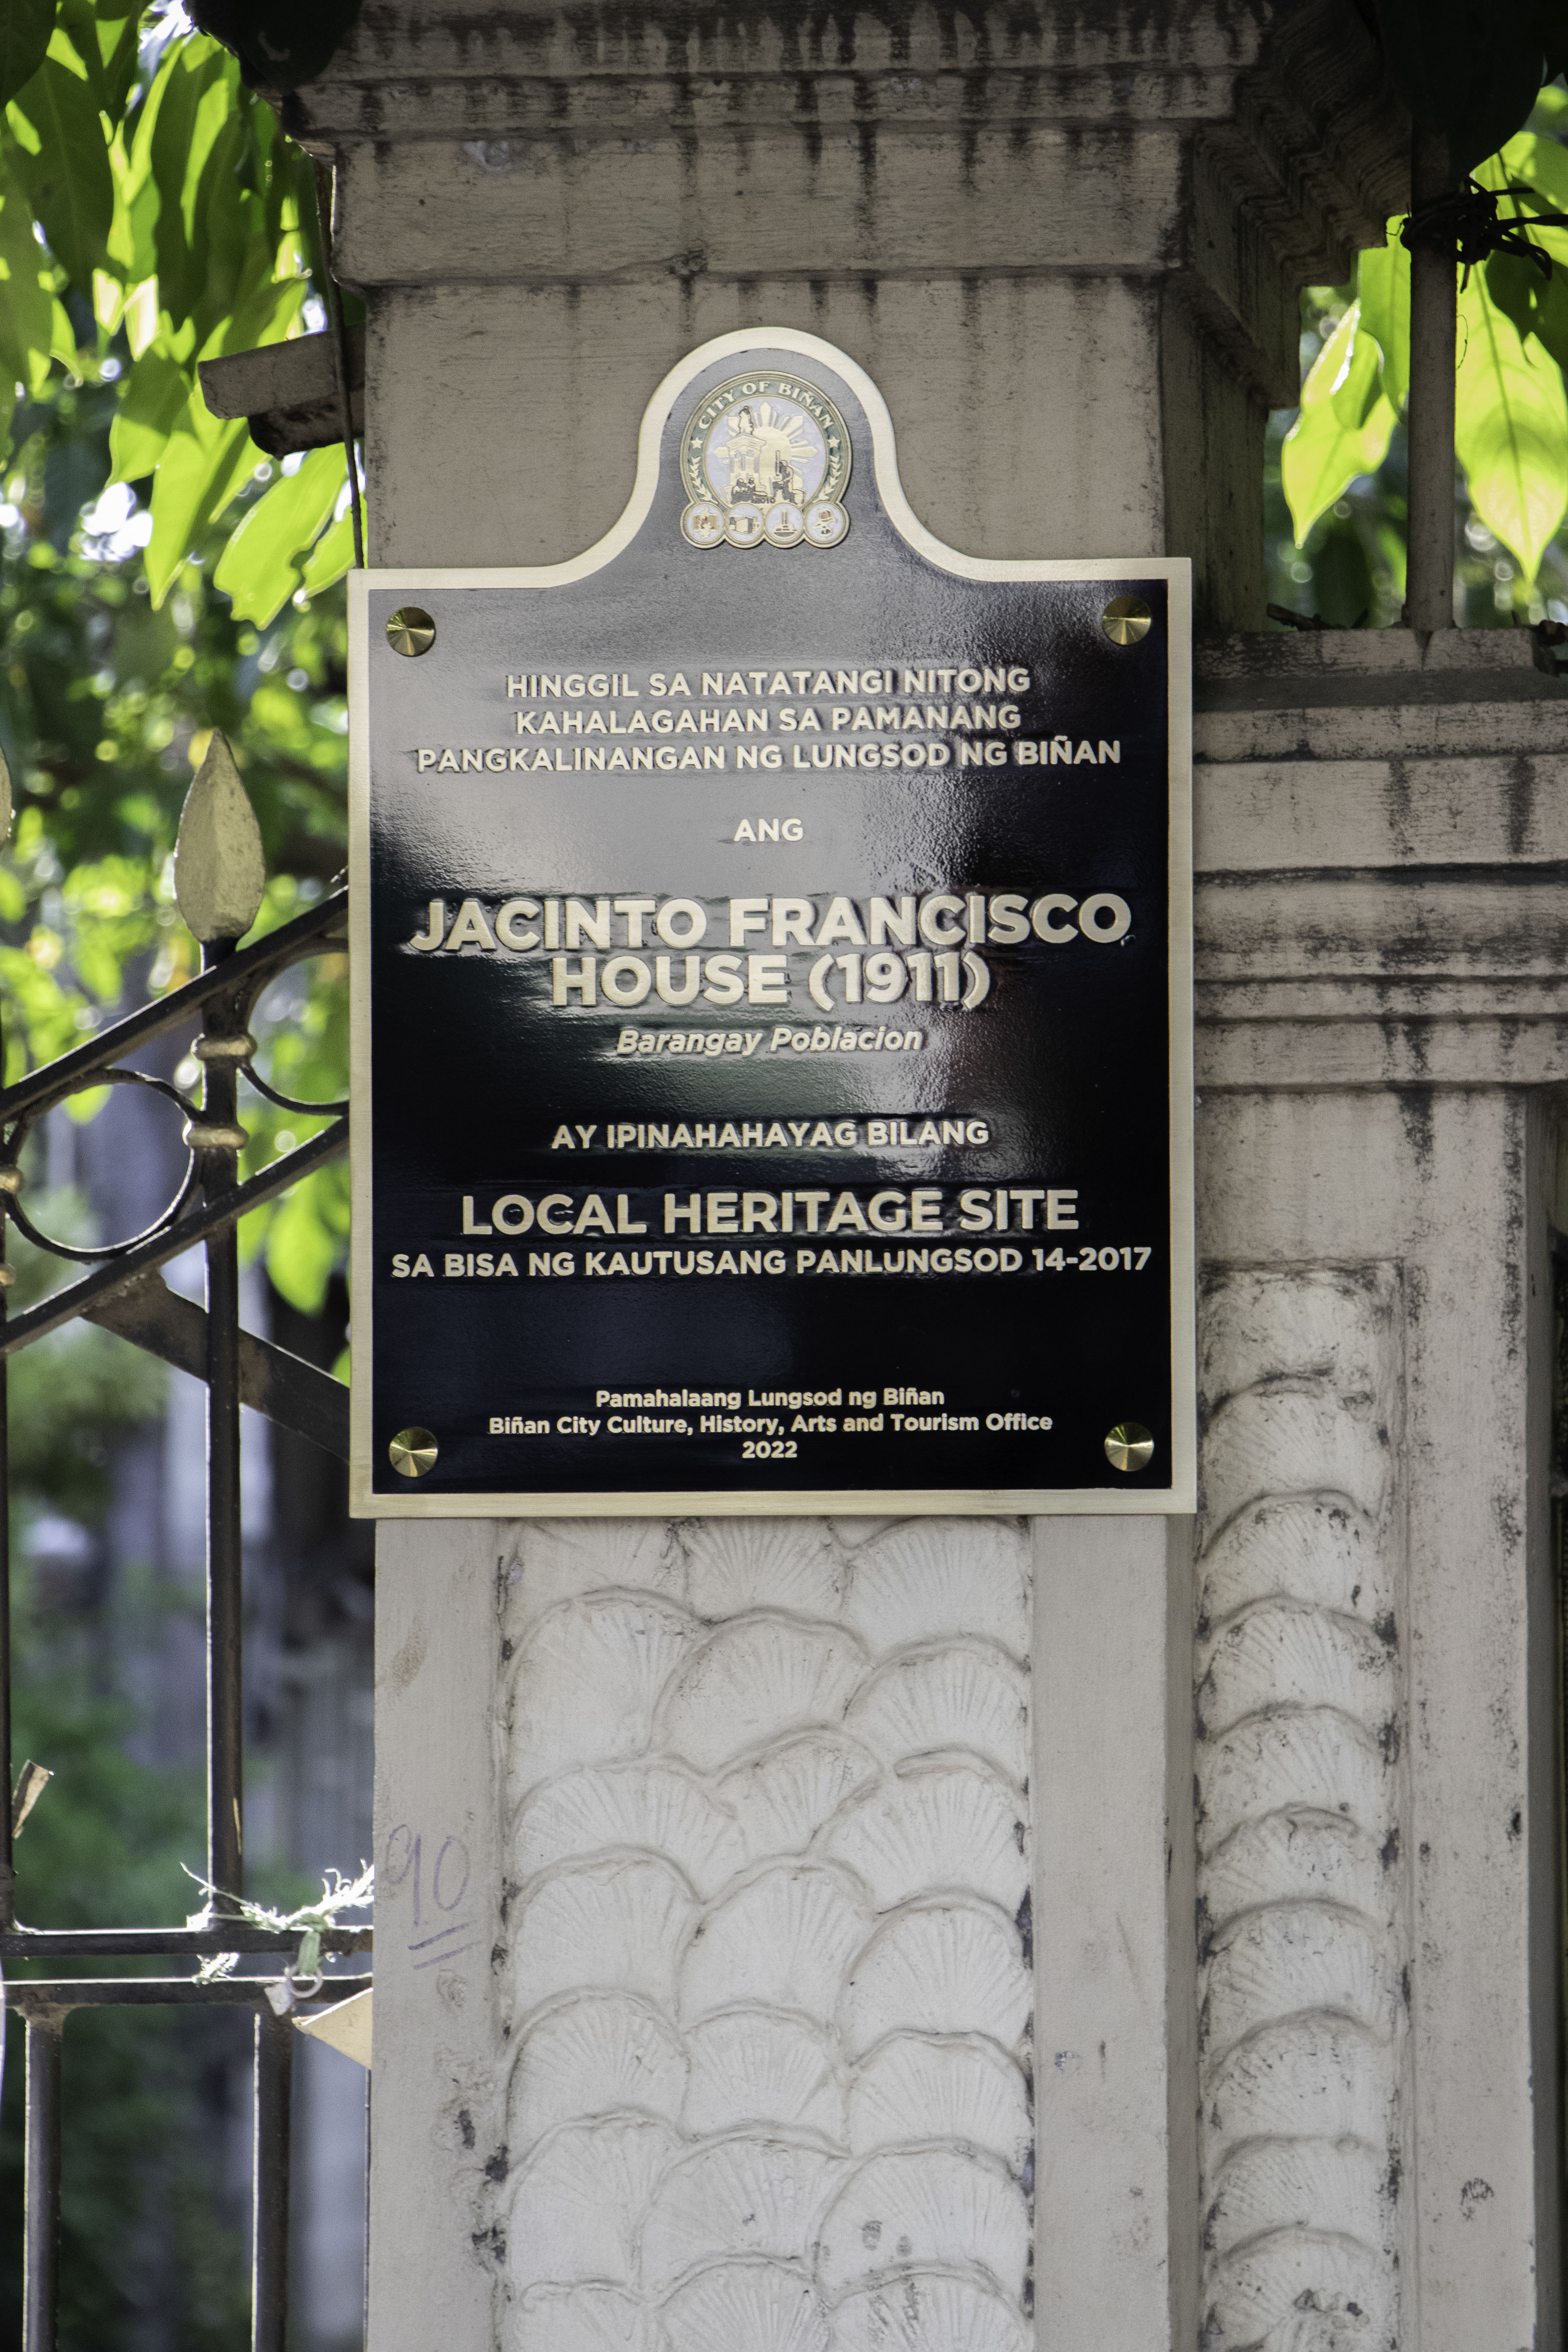 CITY OF BIÑAN
2010
HINGGIL SA NATATANGI NITONG
KAHALAGAHAN SA PAMANANG
PANGKALINANGAN NG LUNGSOD NG BIÑAN
ANG
JACINTO FRANCISCO
HOUSE (1911)
Barangay Poblacion
AY IPINAHAHAYAG BILANG
LOCAL HERITAGE SITE
SA BISA NG KAUTUSANG PANLUNGSOD 14-2017
Pamahalaang Lungsod ng Biñan
Biñan City Culture, History, Arts and Tourism Office
2022
90